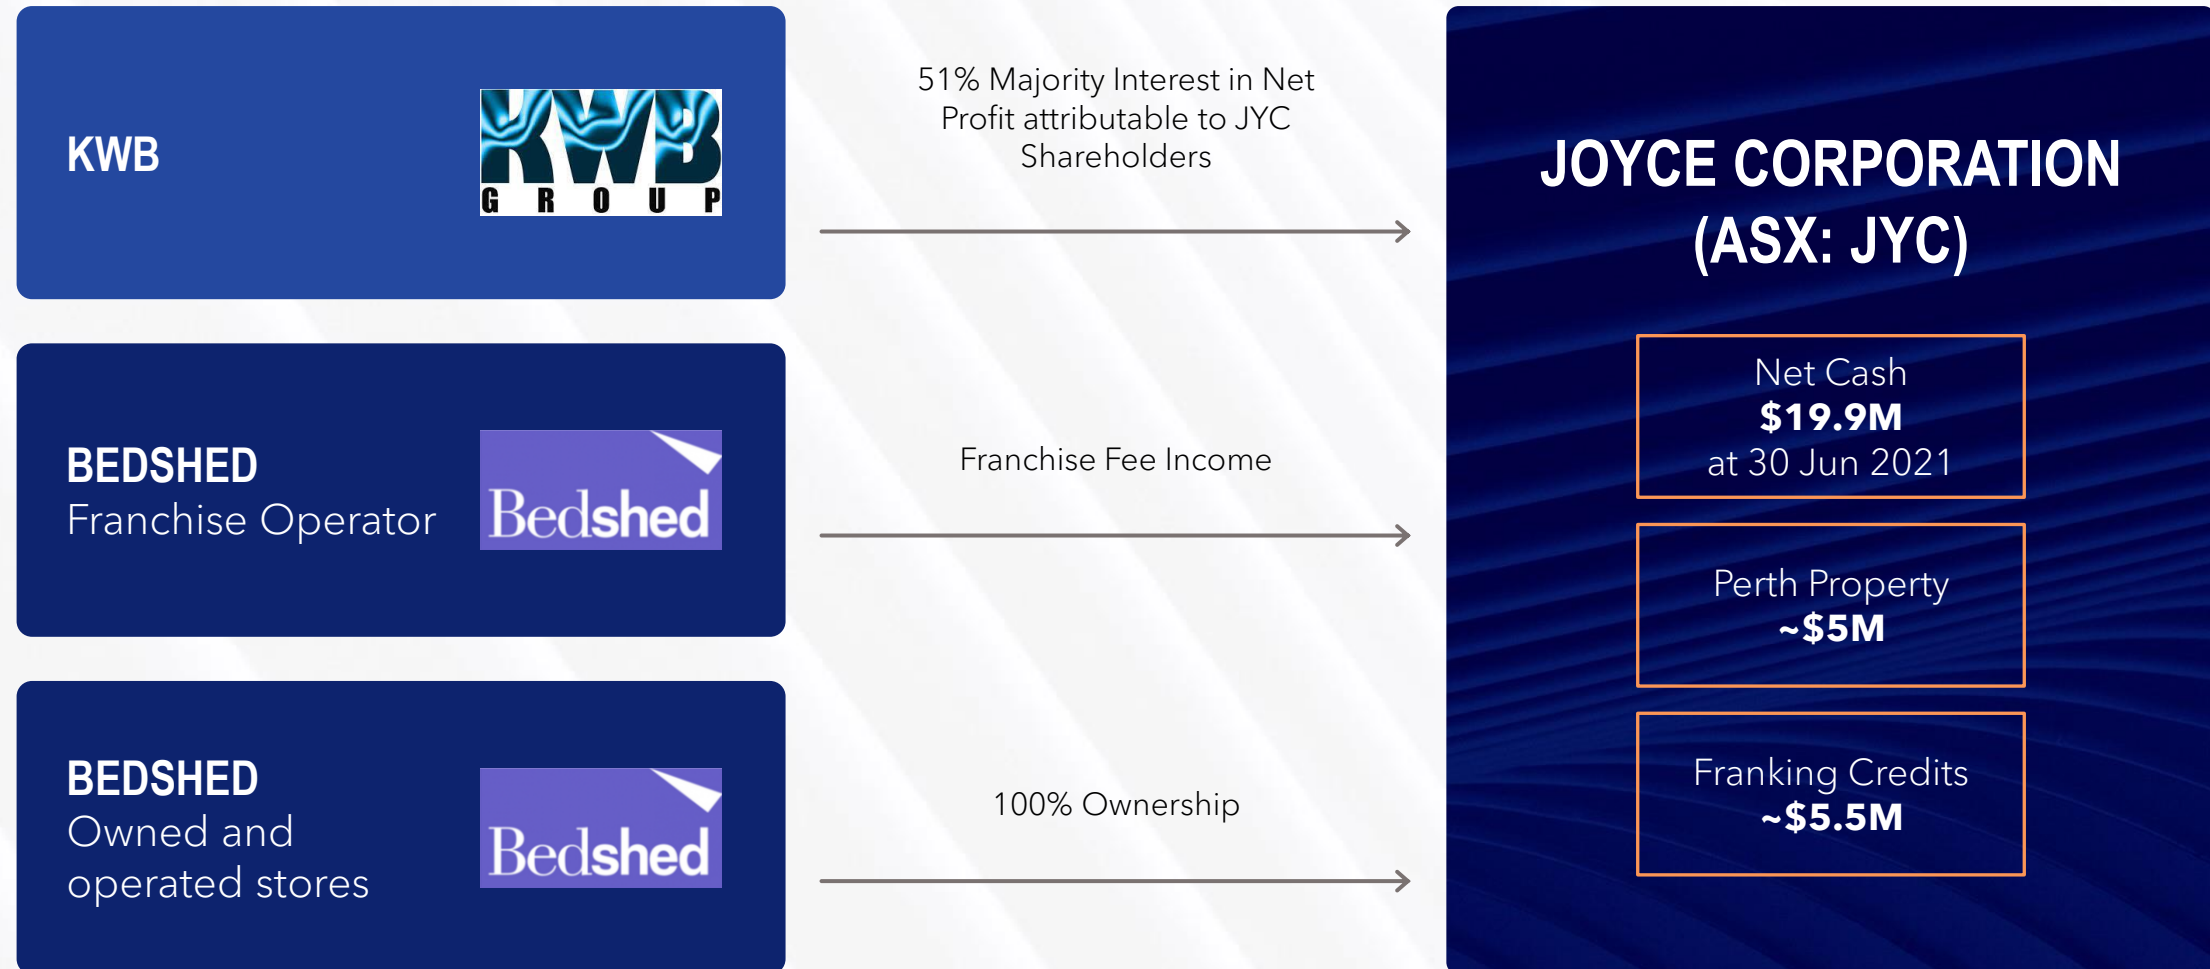 KWB
KWB
GROUP
51% Majority Interest in Net
Profit attributable to JYC
Shareholders
BEDSHED
Franchise Operator
Bedshed
Franchise Fee Income
BEDSHED
Owned and
operated stores
Bedshed
100% Ownership
JOYCE CORPORATION
(ASX: JYC)
Net Cash
$19.9M
at 30 Jun 2021
Perth Property
~$5M
Franking Credits
~$5.5M